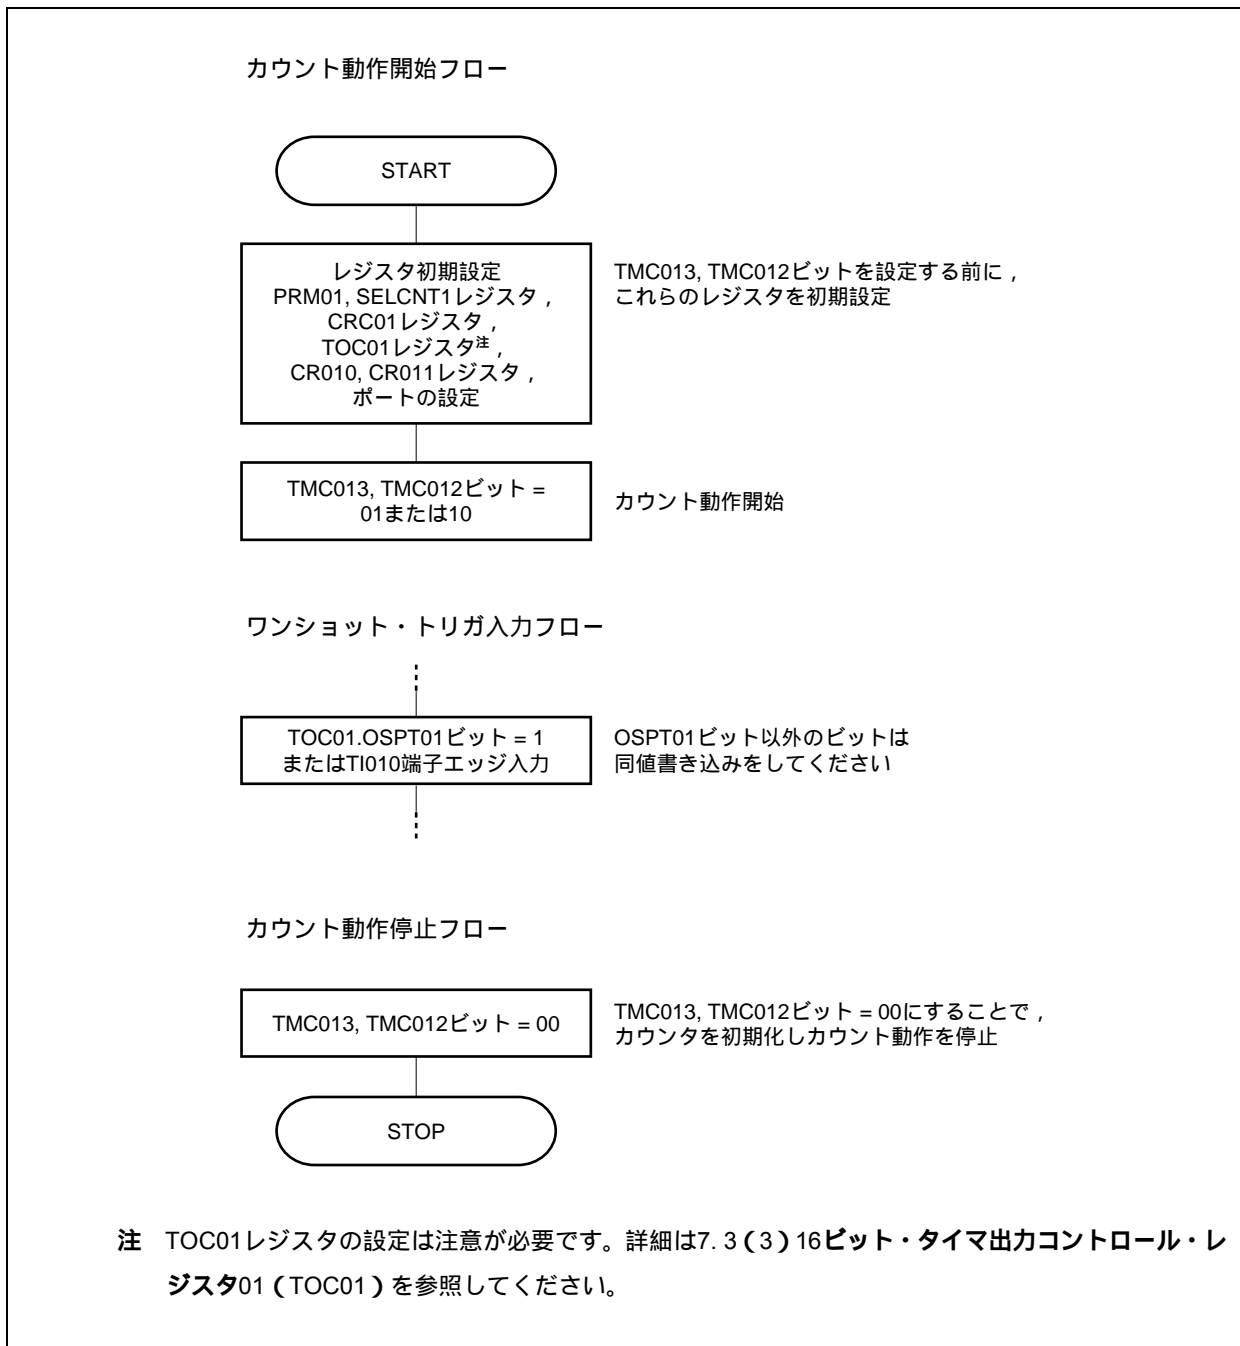 カウント動作開始フロー
START
レジスタ初期設定
PRM01, SELCNT1レジスタ，
CRC01レジスタ，
TOC01レジスタ注，
CR010, CR011レジスタ，
ポートの設定
TMC013, TMC012ビットを設定する前に，
これらのレジスタを初期設定
TMC013, TMC012ビット =
01または10
カウント動作開始
ワンショット・トリガ入力フロー
TOC01.OSPT01ビット = 1
またはTI010端子エッジ入力
OSPT01ビット以外のビットは
同値書き込みをしてください
カウント動作停止フロー
TMC013, TMC012ビット = 00
TMC013, TMC012ビット = 00にすることで，
カウンタを初期化しカウント動作を停止
STOP
注 TOC01レジスタの設定は注意が必要です。詳細は7. 3（3）16ビット・タイマ出力コントロール・レ
ジスタ01（TOC01）を参照してください。